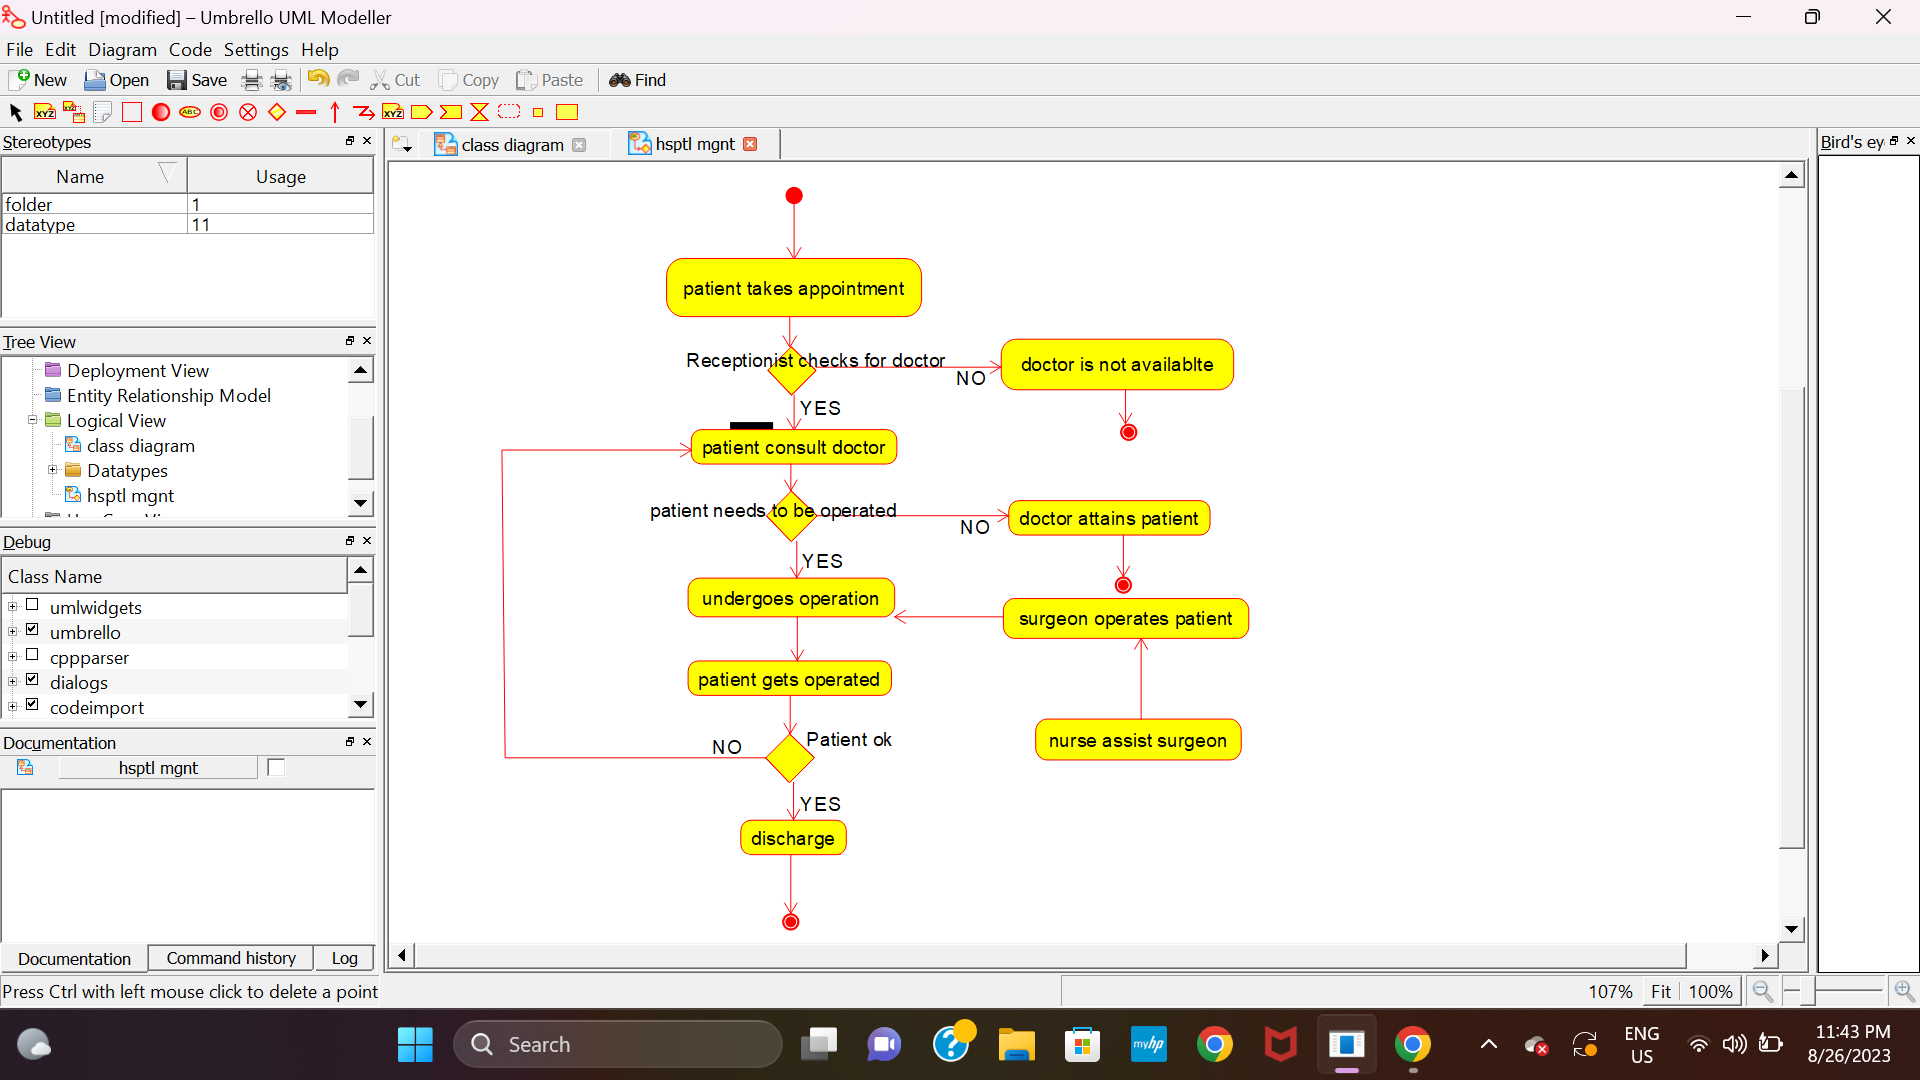 Untitled [modified] – Umbrello UML Modeller
File Edit Diagram Code Settings Help
New Open Save Cut Copy Paste Find
XYZ XYZ ABC XYZ
Stereotypes
Name Usage
folder 1
datatype 11
Tree View
Deployment View
Entity Relationship Model
Logical View
class diagram
Datatypes
hsptl mgnt
Debug
Class Name
umlwidgets
umbrello
cppparser
dialogs
codeimport
Documentation
hsptl mgnt
Documentation Command history Log
Press Ctrl with left mouse click to delete a point
class diagram hsptl mgnt
patient takes appointment
Receptionist checks for doctor
NO
doctor is not availablte
YES
patient consult doctor
patient needs to be operated
NO
doctor attains patient
YES
undergoes operation
surgeon operates patient
patient gets operated
nurse assist surgeon
Patient ok
NO
YES
discharge
Bird's ey
107% Fit 100%
Search
myhp
ENG
US
11:43 PM
8/26/2023